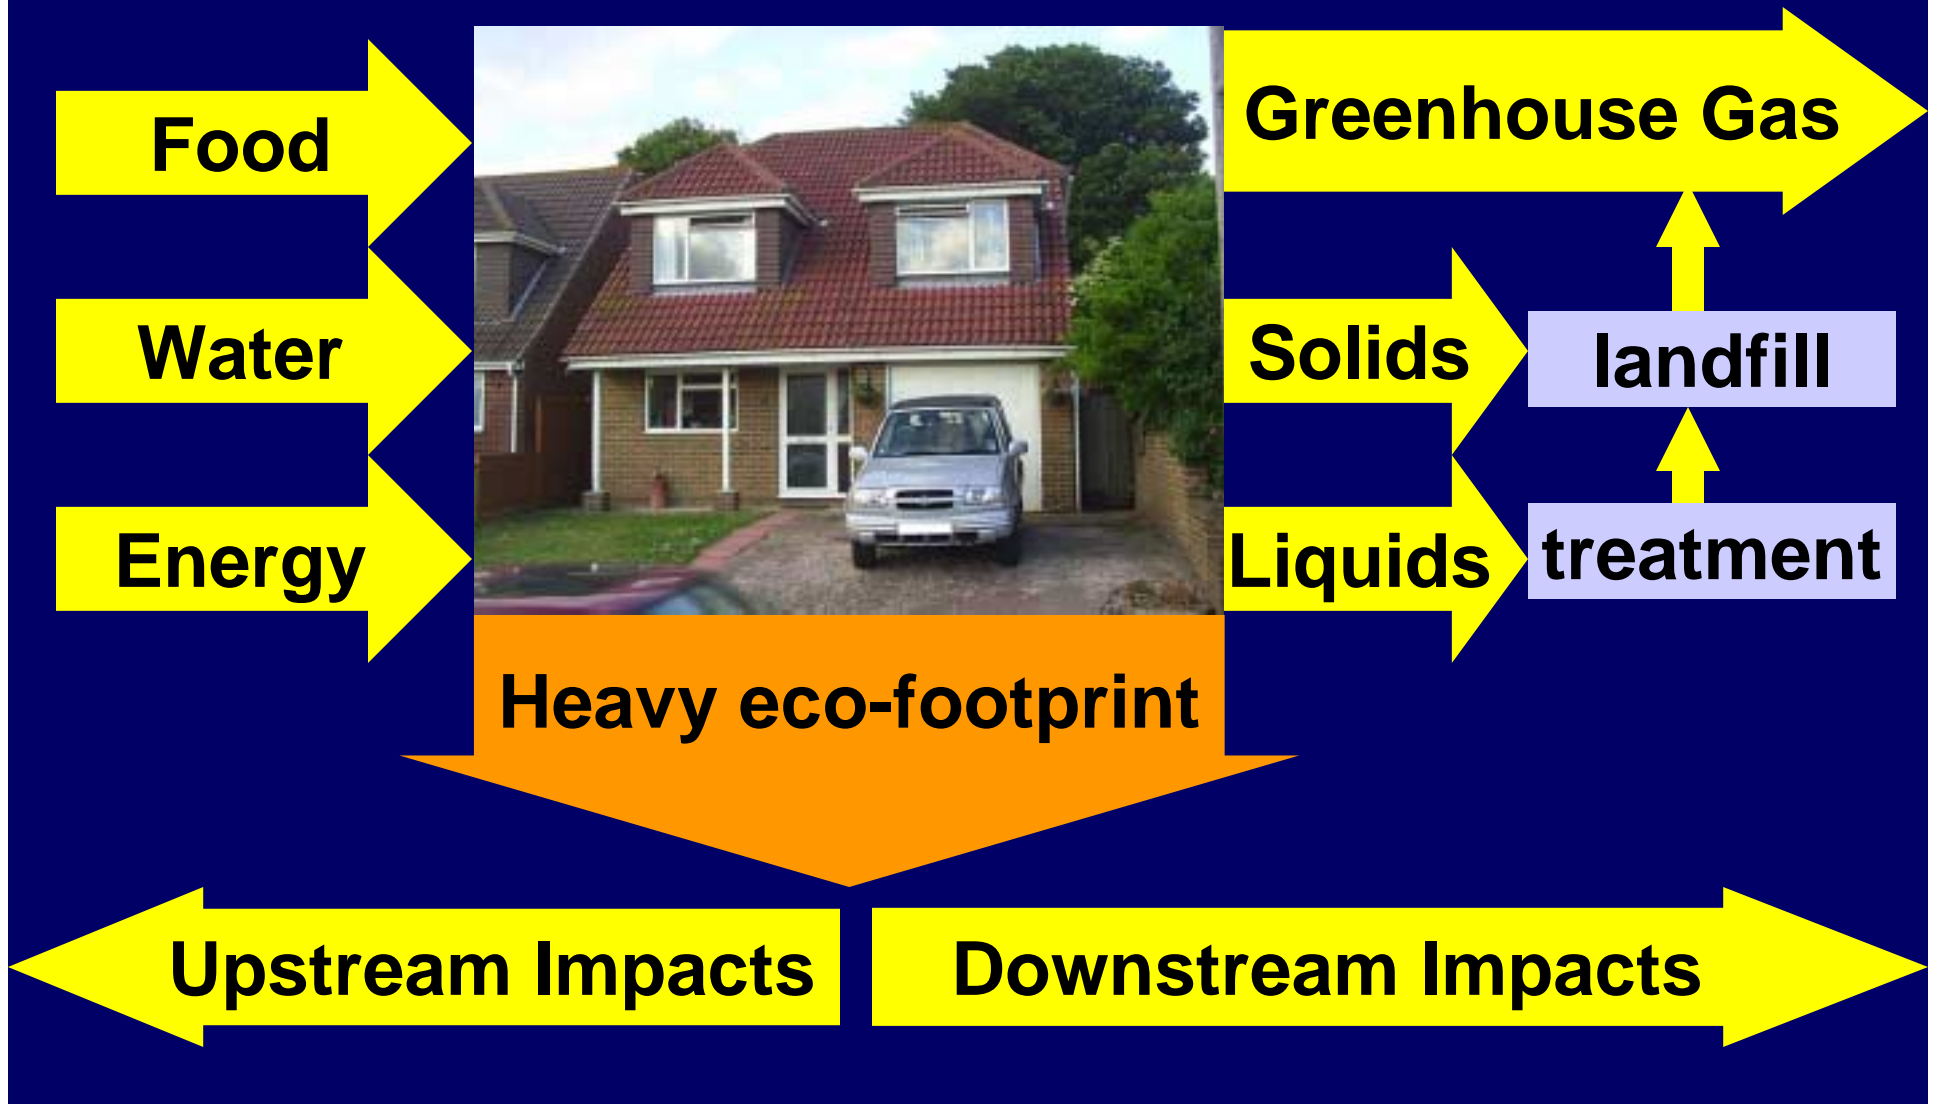 Food
Water
Energy
Greenhouse Gas
Solids
landfill
Liquids
treatment
Heavy eco-footprint
Upstream Impacts
Downstream Impacts